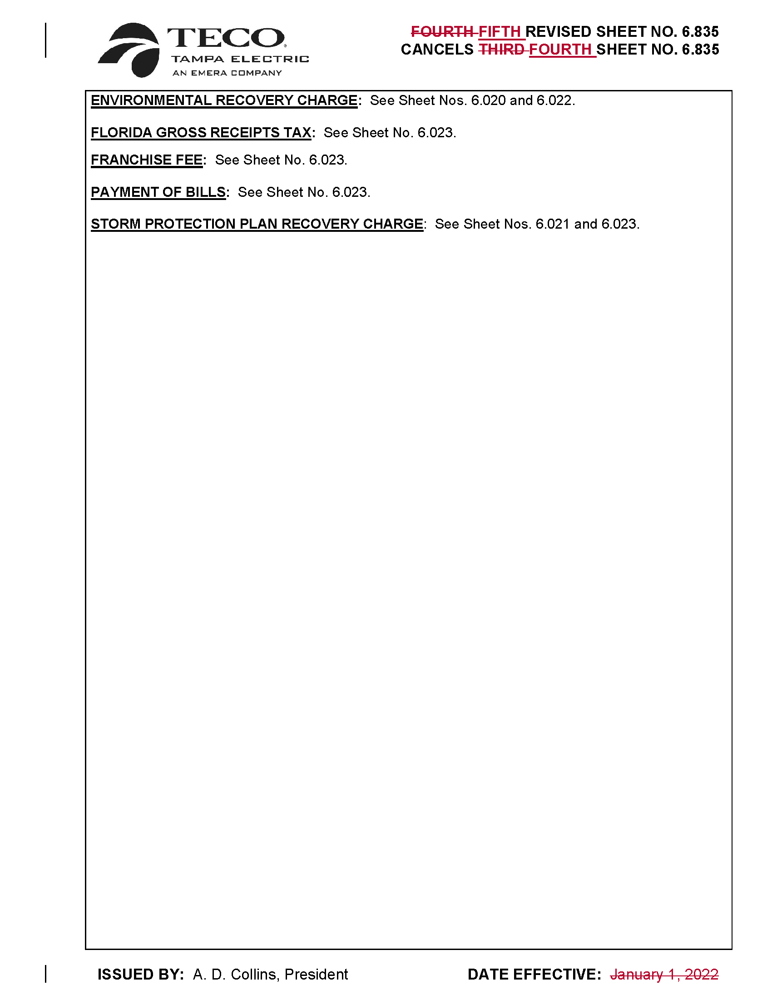 TECO
TAMPA ELECTRIC
AN EMERA COMPANY
FOURTH FIFTH REVISED SHEET NO. 6.835
CANCELS THIRD FOURTH SHEET NO. 6.835
ENVIRONMENTAL RECOVERY CHARGE: See Sheet Nos. 6.020 and 6.022.
FLORIDA GROSS RECEIPTS TAX: See Sheet No. 6.023.
FRANCHISE FEE: See Sheet No. 6.023.
PAYMENT OF BILLS: See Sheet No. 6.023.
STORM PROTECTION PLAN RECOVERY CHARGE: See Sheet Nos. 6.021 and 6.023.
ISSUED BY: A. D. Collins, President
DATE EFFECTIVE: January 1, 2022